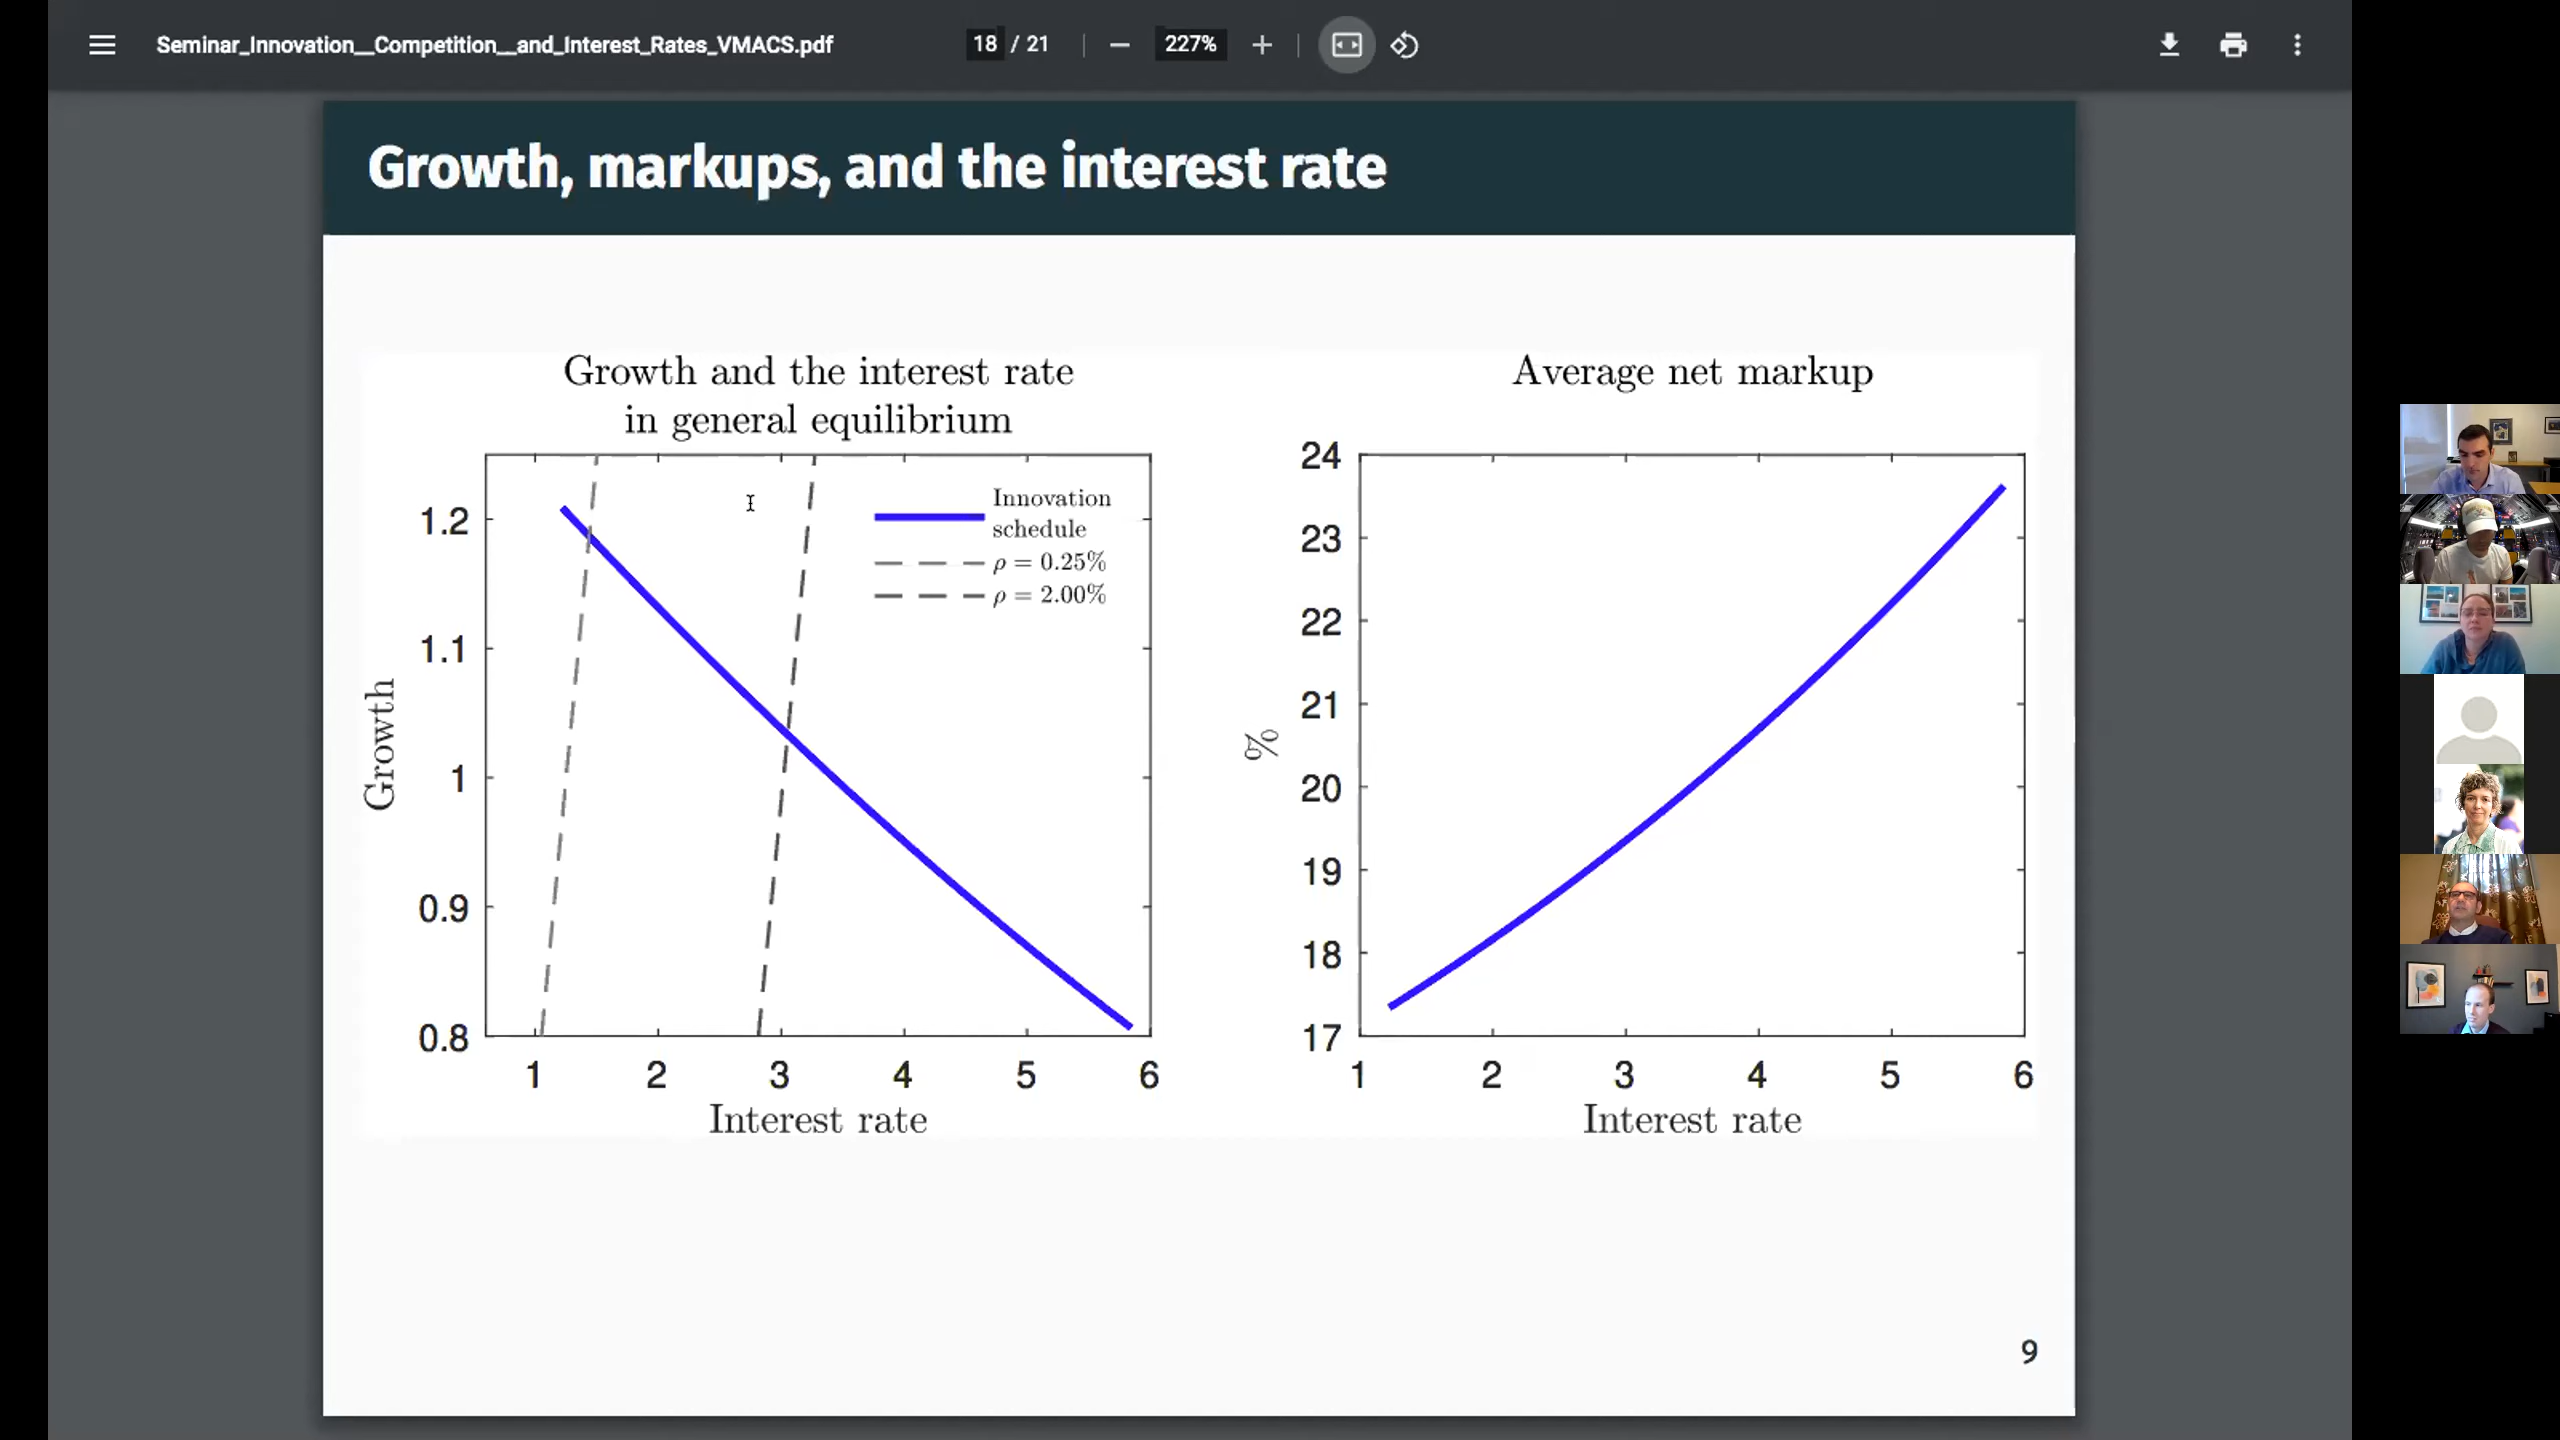 Seminar_Innovation__Competition__and_Interest_Rates_VMACS.pdf
18 / 21
227%
Growth, markups, and the interest rate
Growth and the interest rate
in general equilibrium
Innovation
schedule
ρ = 0.25%
ρ = 2.00%
1.2
1.1
1
0.9
0.8
Growth
1 2 3 4 5 6
Interest rate
Average net markup
24
23
22
21
20
19
18
17
%
1 2 3 4 5 6
Interest rate
9